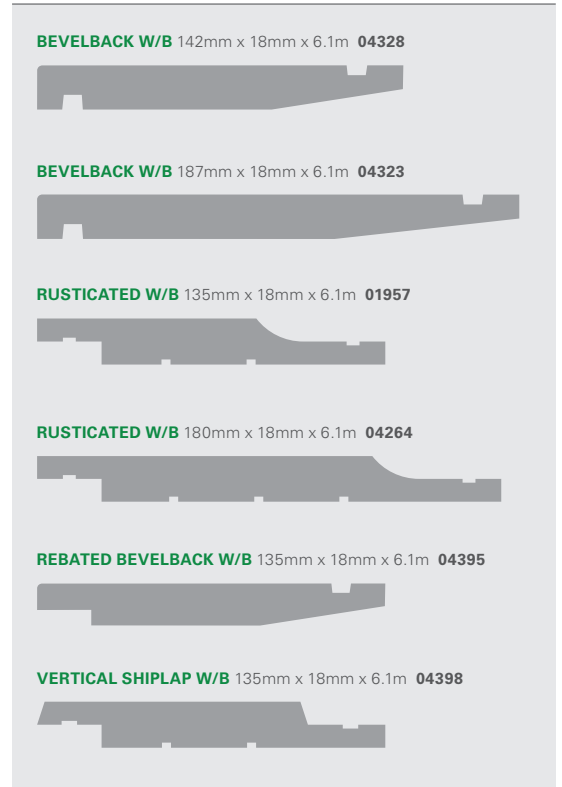 BEVELBACK W/B 142mm x 18mm x 6.1m 04328
BEVELBACK W/B 187mm x 18mm x 6.1m 04323
RUSTICATED W/B 135mm x 18mm x 6.1m 01957
RUSTICATED W/B 180mm x 18mm x 6.1m 04264
REBATED BEVELBACK W/B 135mm x 18mm x 6.1m 04395
VERTICAL SHIPLAP W/B 135mm x 18mm x 6.1m 04398